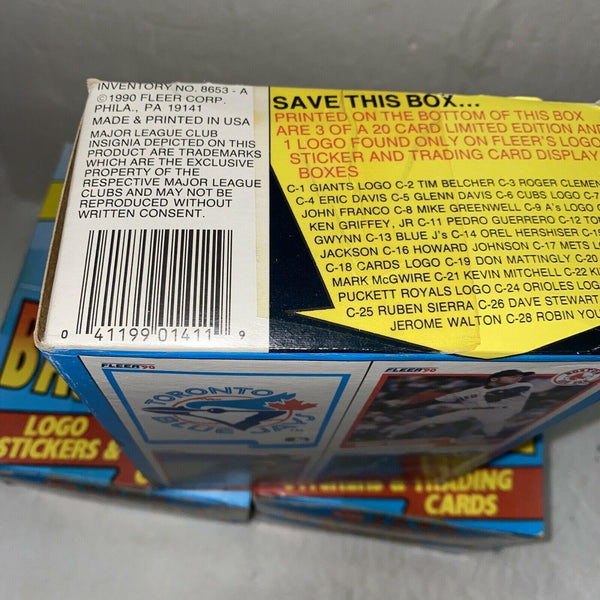 INVENTORY NO. 8653 - A
©1990 FLEER CORP.
PHILA., PA 19141
MADE & PRINTED IN USA
MAJOR LEAGUE CLUB
INSIGNIA DEPICTED ON THIS
PRODUCT ARE TRADEMARKS
WHICH ARE THE EXCLUSIVE
PROPERTY OF THE
RESPECTIVE MAJOR LEAGUE
CLUBS AND MAY NOT BE
REPRODUCED WITHOUT
WRITTEN CONSENT.
0 41199 01411 9
SAVE THIS BOX...
PRINTED ON THE BOTTOM OF THIS BOX
ARE 3 OF A 20 CARD LIMITED EDITION AND
1 LOGO FOUND ONLY ON FLEER'S LOGO
STICKER AND TRADING CARD DISPLAY
BOXES
C-1 GIANTS LOGO C-2 TIM BELCHER C-3 ROGER CLEMEN
C-4 ERIC DAVIS C-5 GLENN DAVIS C-6 CUBS LOGO C-7
JOHN FRANCO C-8 MIKE GREENWELL C-9 A's LOGO C
KEN GRIFFEY, JR C-11 PEDRO GUERRERO C-12 TO
GWYNN C-13 BLUE J's C-14 OREL HERSHISER C-15
JACKSON C-16 HOWARD JOHNSON C-17 METS L
C-18 CARDS LOGO C-19 DON MATTINGLY C-20
MARK McGWIRE C-21 KEVIN MITCHELL C-22 KI
PUCKETT ROYALS LOGO C-24 ORIOLES LOG
C-25 RUBEN SIERRA C-26 DAVE STEWART
JEROME WALTON C-28 ROBIN YOU
FLEER'90
TORONTO
BLUE JAYS
TM
FLEER'90
BOSTON
LOGO
STICKERS &
STICKERS & TRADING
CARDS